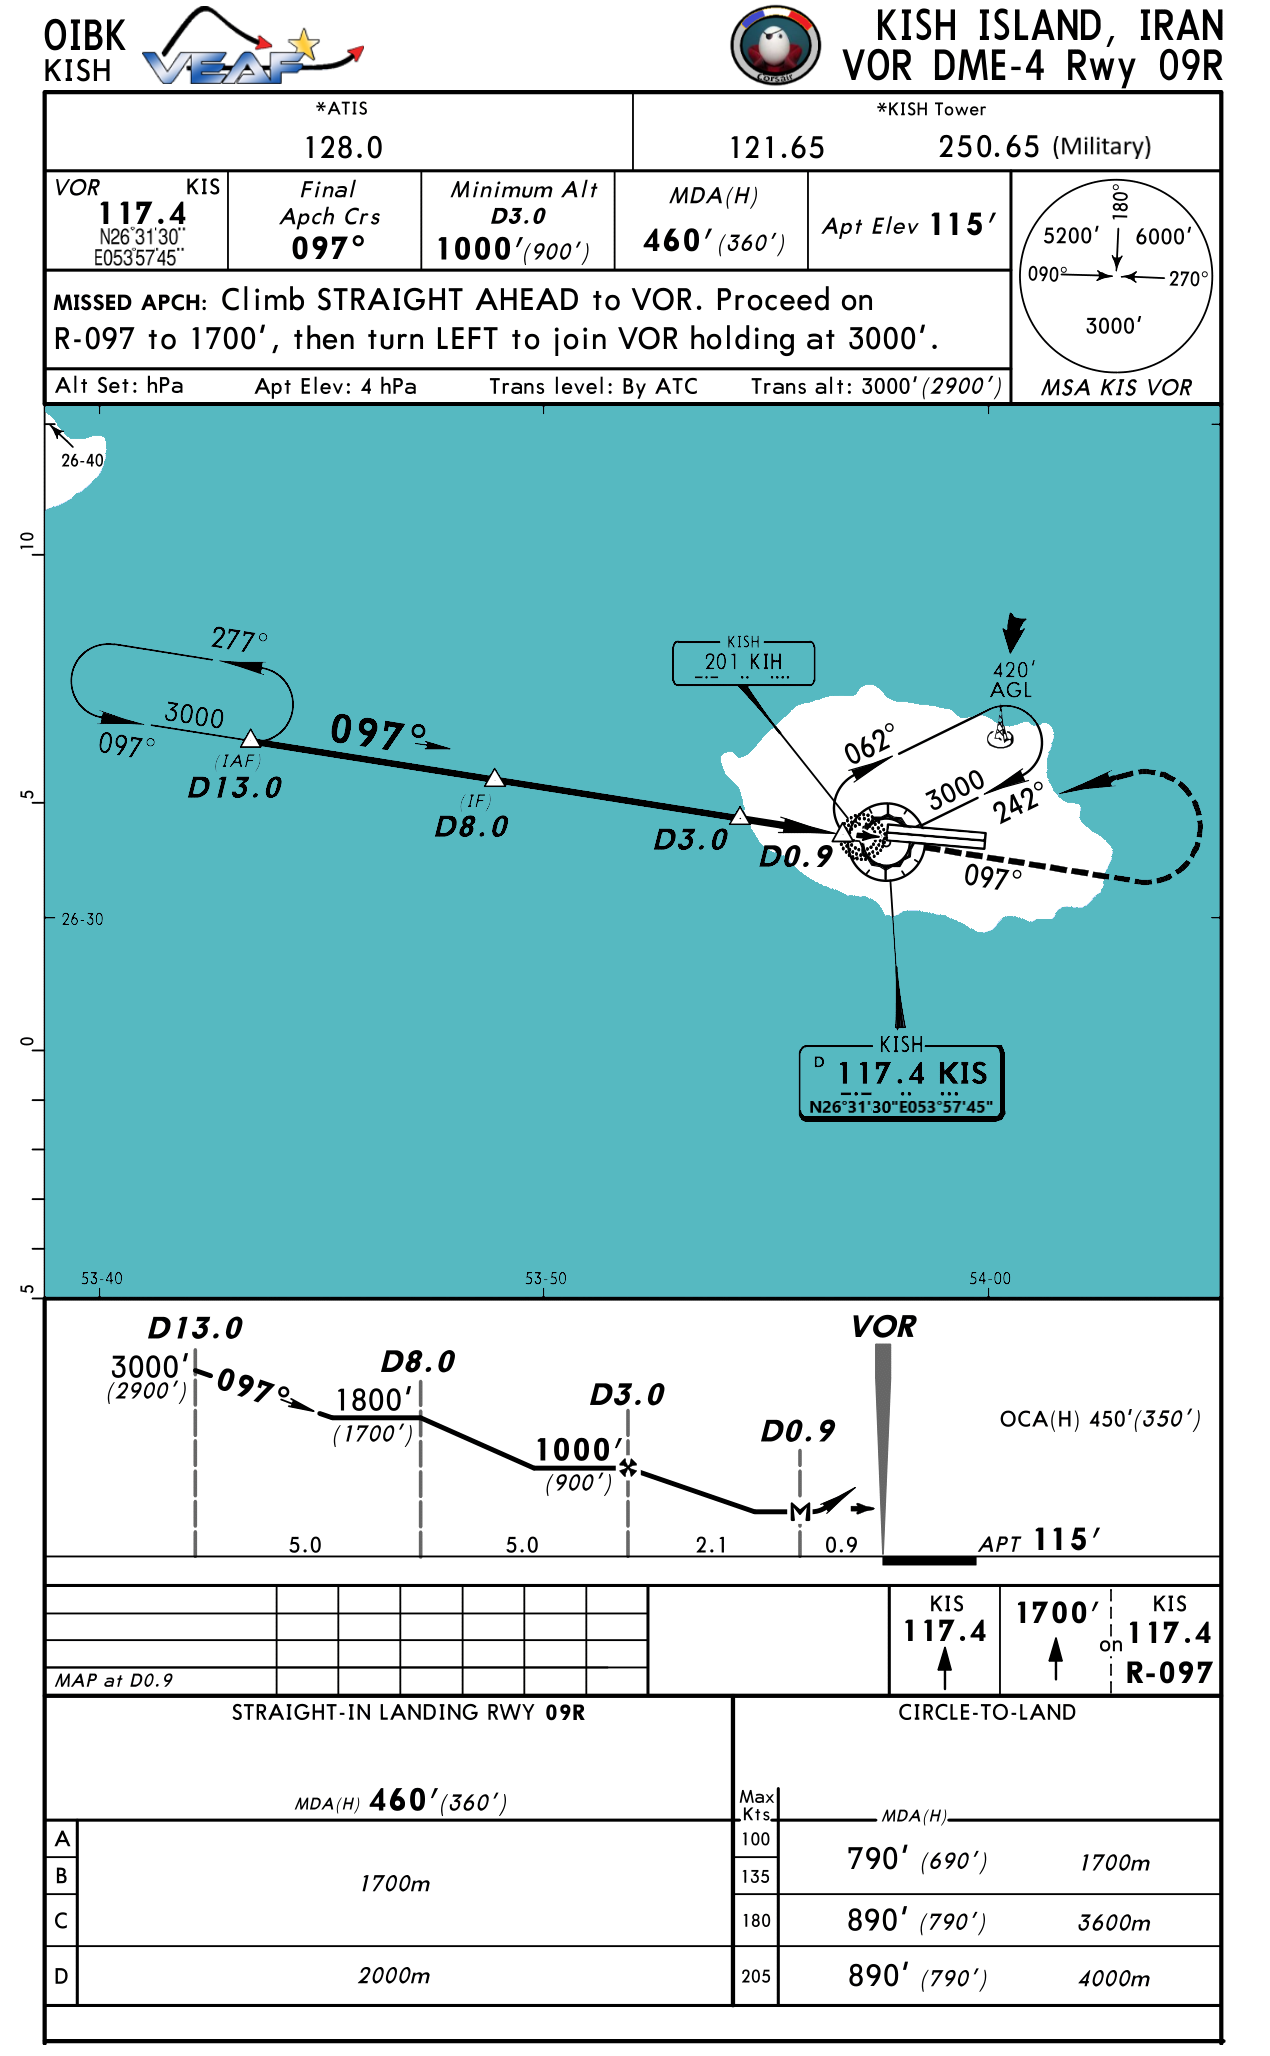 OIBK
KISH
VEAF
Corsair
KISH ISLAND, IRAN
VOR DME-4 Rwy 09R
*ATIS
128.0
*KISH Tower
121.65 250.65 (Military)
VOR KIS
117.4
N26°31'30"
E053°57'45"
Final
Apch Crs
097°
Minimum Alt
D3.0
1000'(900')
MDA(H)
460' (360')
Apt Elev 115'
180°
5200' 6000'
090° 270°
3000'
MSA KIS VOR
MISSED APCH: Climb STRAIGHT AHEAD to VOR. Proceed on
R-097 to 1700', then turn LEFT to join VOR holding at 3000'.
Alt Set: hPa Apt Elev: 4 hPa Trans level: By ATC Trans alt: 3000'(2900')
26-40
10
277°
3000
097°
097°
(IAF)
D13.0
(IF)
D8.0
D3.0
D0.9
KISH
201 KIH
420'
AGL
062°
3000
242°
097°
5
26-30
KISH
D 117.4 KIS
N26°31'30"E053°57'45"
0
5
53-40
53-50
54-00
D13.0
3000'
(2900')
097°
D8.0
1800'
(1700')
D3.0
1000'
(900')
D0.9
M
VOR
OCA(H) 450'(350')
5.0
5.0
2.1
0.9
APT 115'
MAP at D0.9
KIS
117.4
1700'
on
KIS
117.4
R-097
STRAIGHT-IN LANDING RWY 09R
CIRCLE-TO-LAND
MDA(H) 460'(360')
Max
Kts
MDA(H)
A
B
C
1700m
D
2000m
100
135
790' (690') 1700m
180
890' (790') 3600m
205
890' (790') 4000m